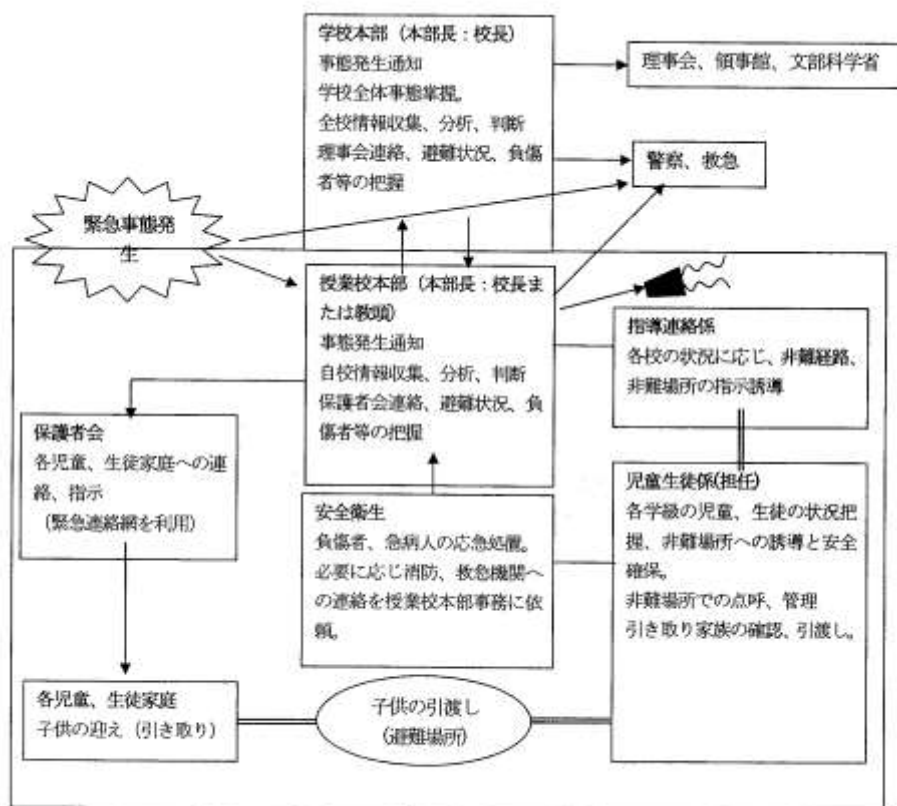 学校本部（本部長：校長）
事態発生通知
学校全体事態掌握。
全校情報収集、分析、判断
理事会連絡、避難状況、負傷
者等の把握
理事会、領事館、文部科学省
警察、救急
緊急事態発
生
授業校本部（本部長：校長ま
たは教頭）
事態発生通知
自校情報収集、分析、判断
保護者会連絡、避難状況、負
傷者等の把握
指導連絡係
各校の状況に応じ、非難経路、
非難場所の指示誘導
保護者会
各児童、生徒家庭への連
絡、指示
（緊急連絡網を利用）
安全衛生
負傷者、急病人の応急処置。
必要に応じ消防、救急機関へ
の連絡を授業校本部事務に依
頼。
児童生徒係(担任)
各学級の児童、生徒の状況把
握、非難場所への誘導と安全
確保。
非難場所での点呼、管理
引き取り家族の確認、引渡し。
各児童、生徒家庭
子供の迎え（引き取り）
子供の引渡し
(避難場所)